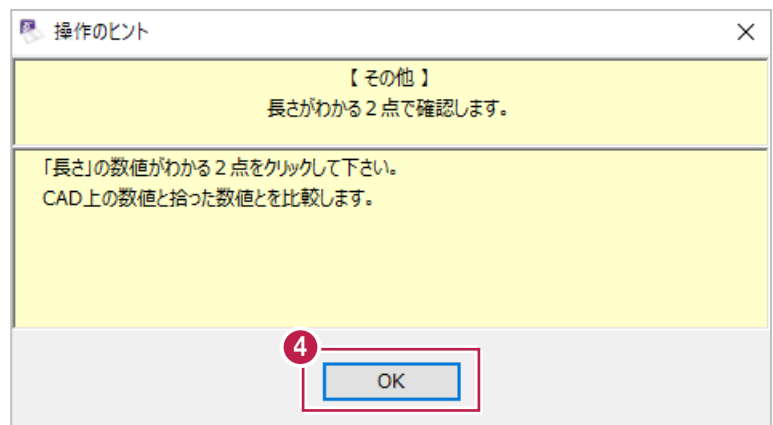 操作のヒント
【 その他 】
長さがわかる２点で確認します。
「長さ」の数値がわかる２点をクリックして下さい。
CAD上の数値と拾った数値とを比較します。
4
OK